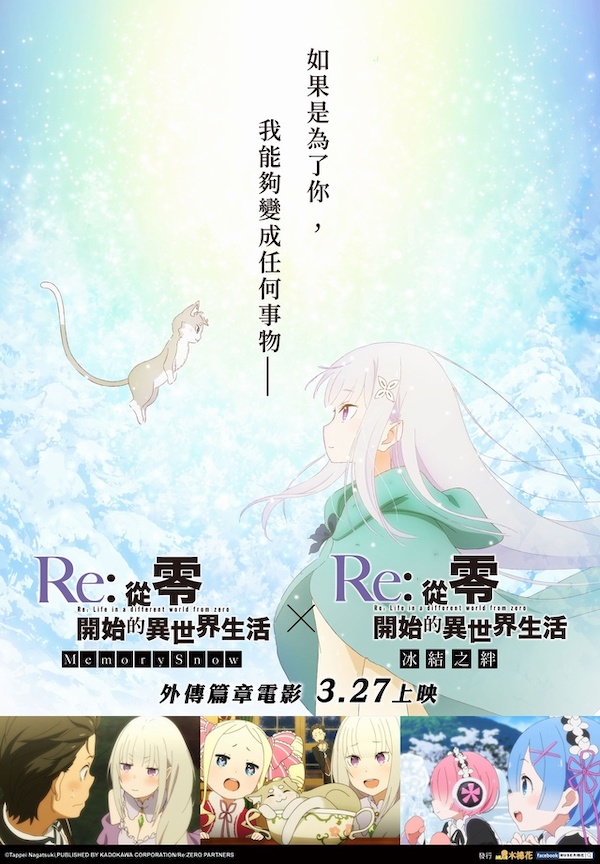 如果是為了你，
我能夠變成任何事物——
Re:從零
Re: Life in a different world from zero
開始的異世界生活
Memory Snow
×
Re:從零
Re: Life in a different world from zero
開始的異世界生活
冰結之絆
外傳篇章電影 3.27上映
©Tappei Nagatsuki,PUBLISHED BY KADOKAWA CORPORATION/Re:ZERO PARTNERS
發行
木棉花
facebook